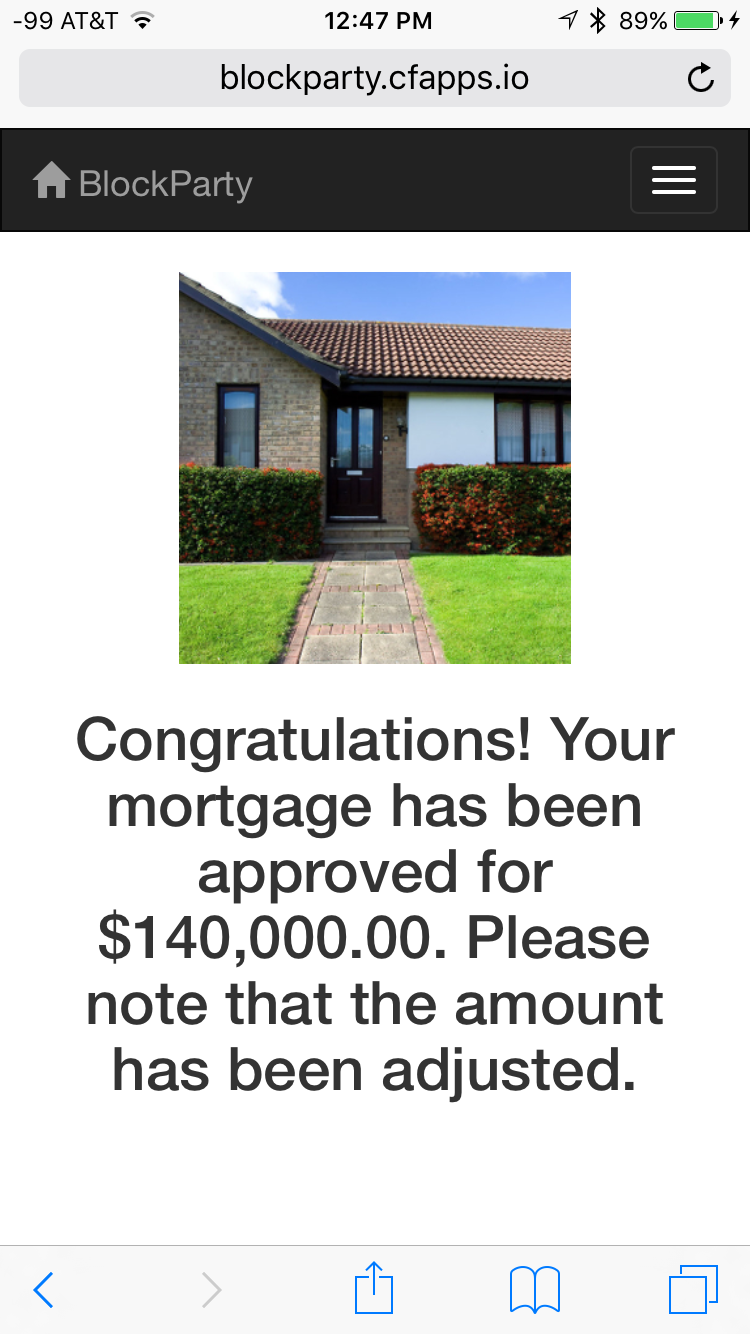 -99 AT&T 12:47 PM 89%
blockparty.cfapps.io
BlockParty
Congratulations! Your
mortgage has been
approved for
$140,000.00. Please
note that the amount
has been adjusted.